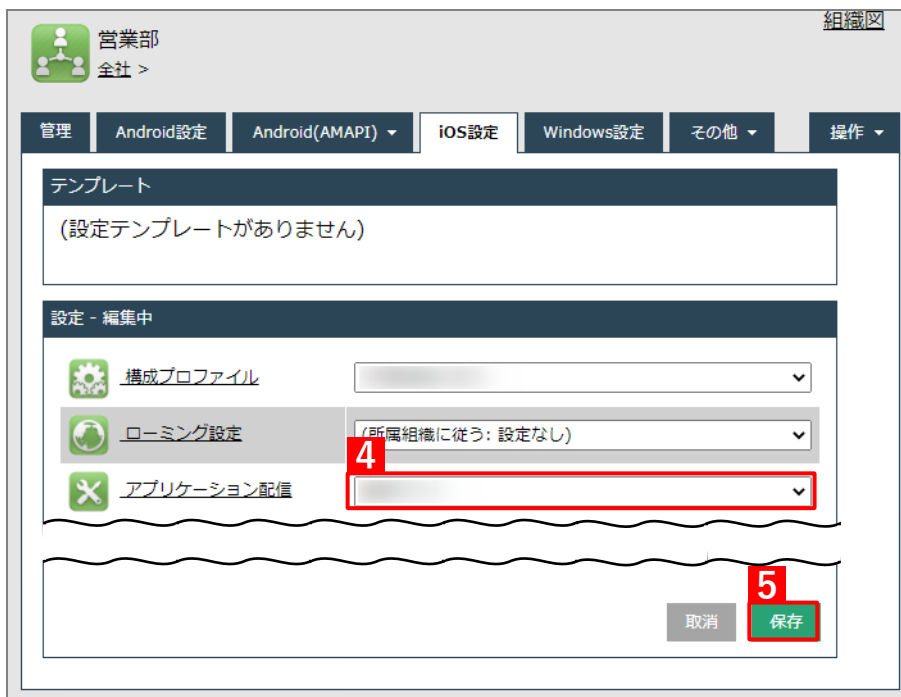 組織図
営業部
全社 >
管理 Android設定 Android(AMAPI) iOS設定 Windows設定 その他 操作
テンプレート
(設定テンプレートがありません)
設定 - 編集中
構成プロファイル
ローミング設定 (所属組織に従う: 設定なし)
4
アプリケーション配信
5
取消 保存